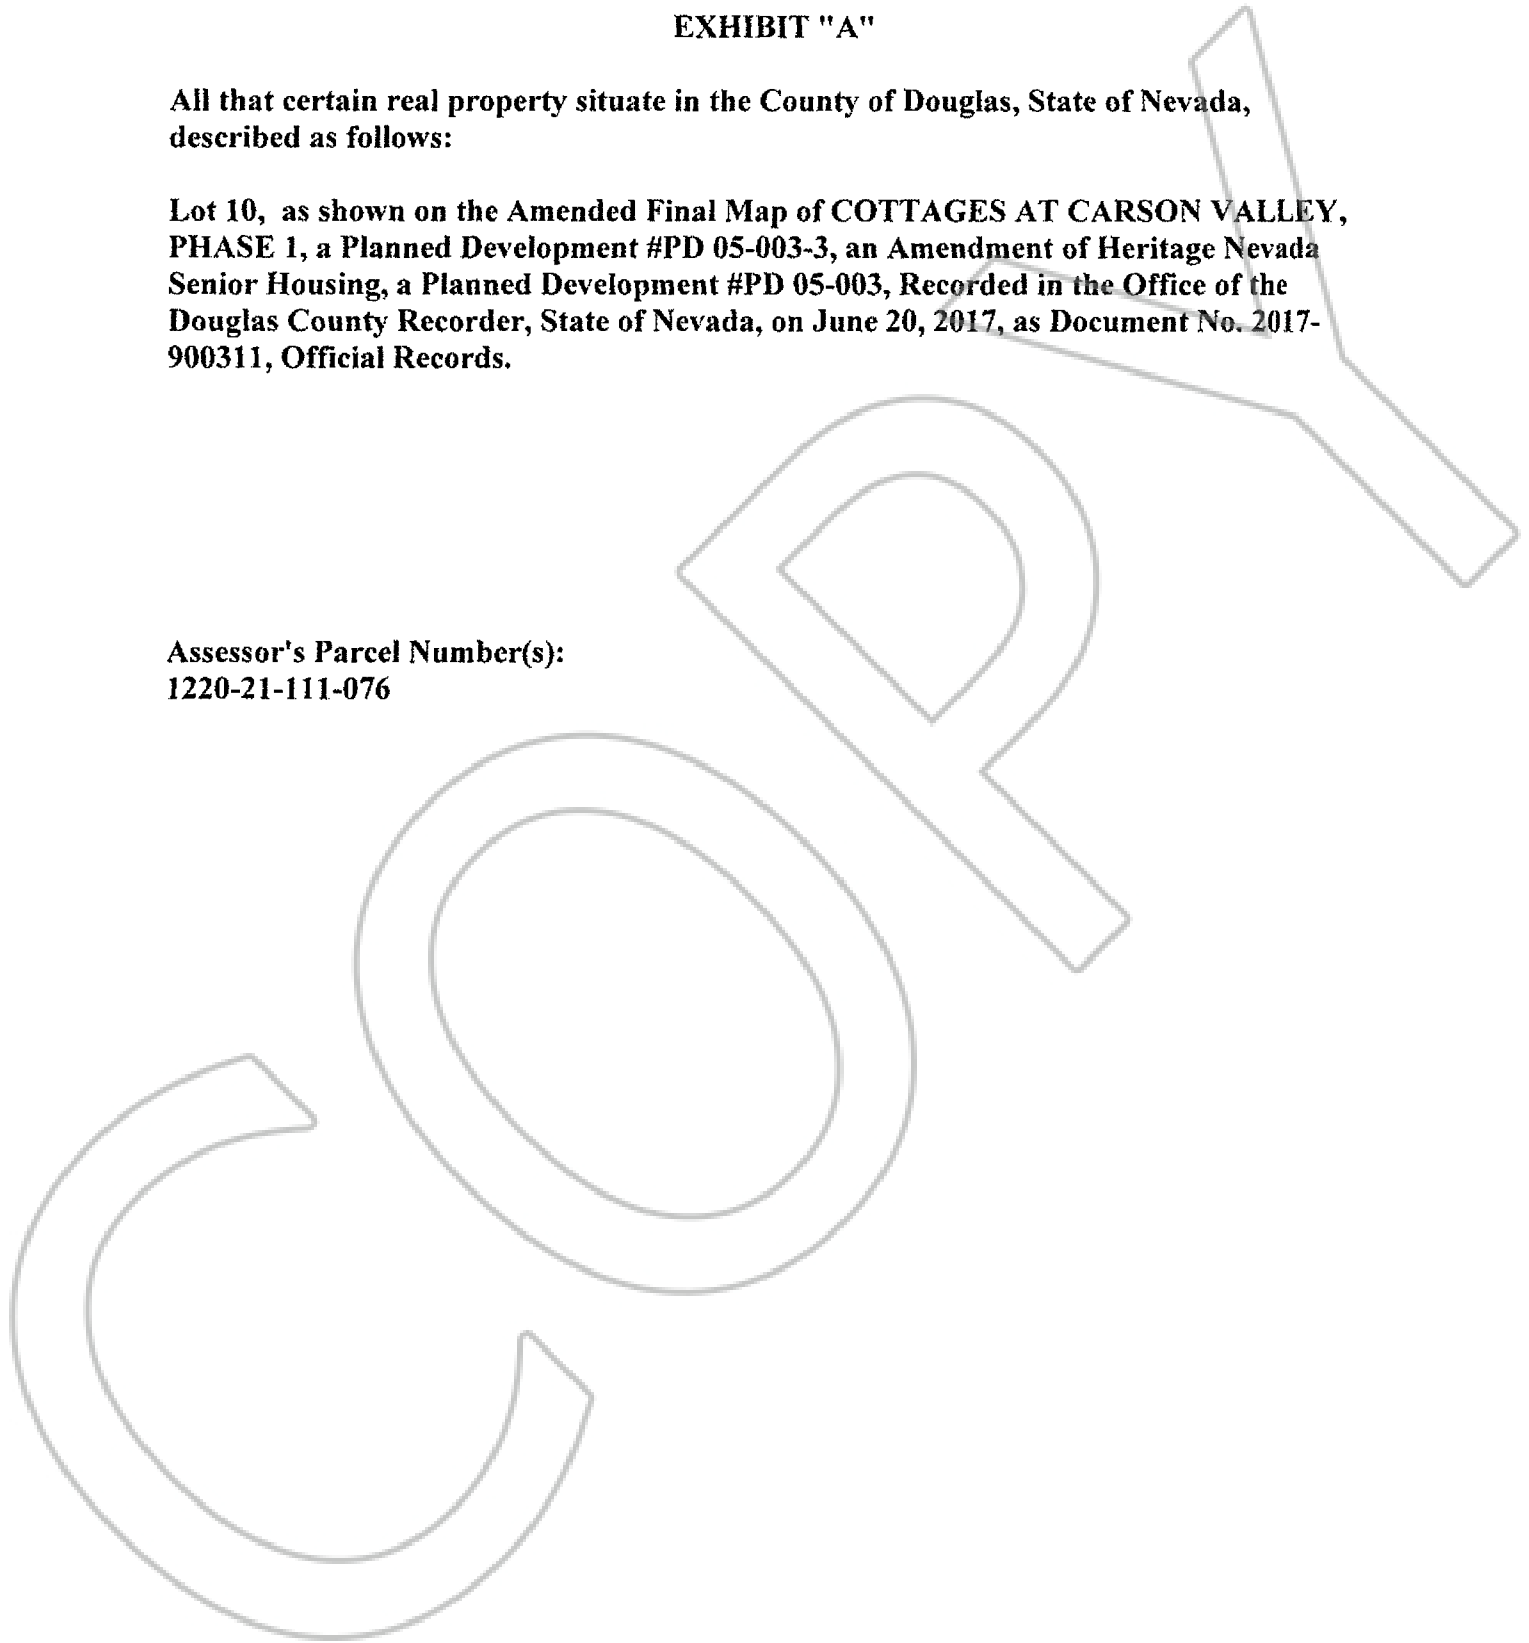 EXHIBIT "A"
All that certain real property situate in the County of Douglas, State of Nevada,
described as follows:
Lot 10, as shown on the Amended Final Map of COTTAGES AT CARSON VALLEY,
PHASE 1, a Planned Development #PD 05-003-3, an Amendment of Heritage Nevada
Senior Housing, a Planned Development #PD 05-003, Recorded in the Office of the
Douglas County Recorder, State of Nevada, on June 20, 2017, as Document No. 2017-
900311, Official Records.
Assessor's Parcel Number(s):
1220-21-111-076
COPY